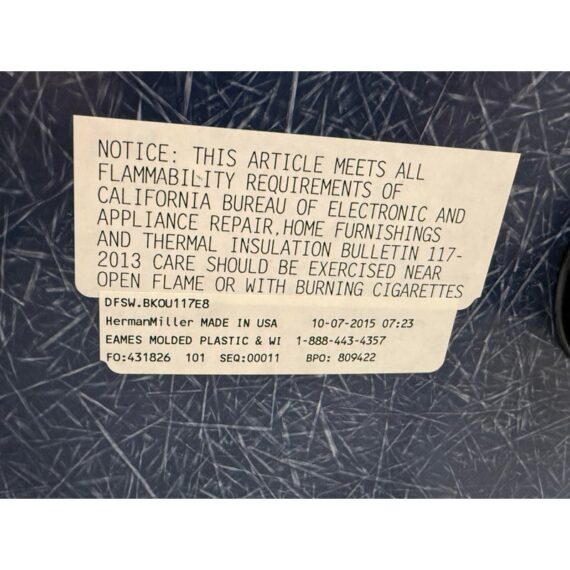 NOTICE: THIS ARTICLE MEETS ALL
FLAMMABILITY REQUIREMENTS OF
CALIFORNIA BUREAU OF ELECTRONIC AND
APPLIANCE REPAIR,HOME FURNISHINGS
AND THERMAL INSULATION BULLETIN 117-
2013 CARE SHOULD BE EXERCISED NEAR
OPEN FLAME OR WITH BURNING CIGARETTES
DFSW.BKOU117E8
HermanMiller MADE IN USA 10-07-2015 07:23
EAMES MOLDED PLASTIC & WI 1-888-443-4357
FO:431826 101 SEQ:00011 BPO: 809422